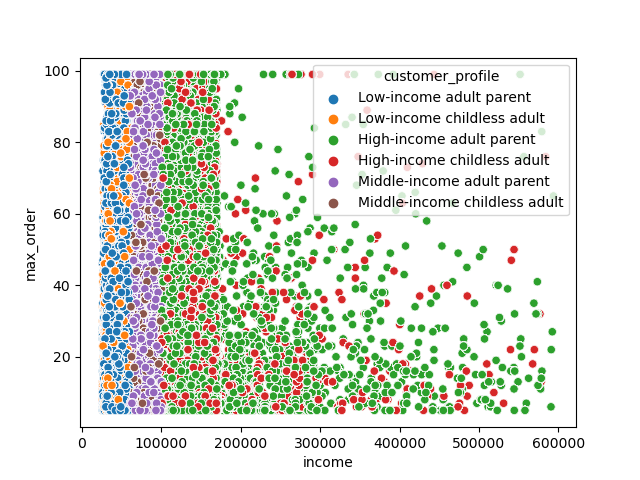 100
80
60
40
20
max_order
customer_profile
Low-income adult parent
Low-income childless adult
High-income adult parent
High-income childless adult
Middle-income adult parent
Middle-income childless adult
0 100000 200000 300000 400000 500000 600000
income